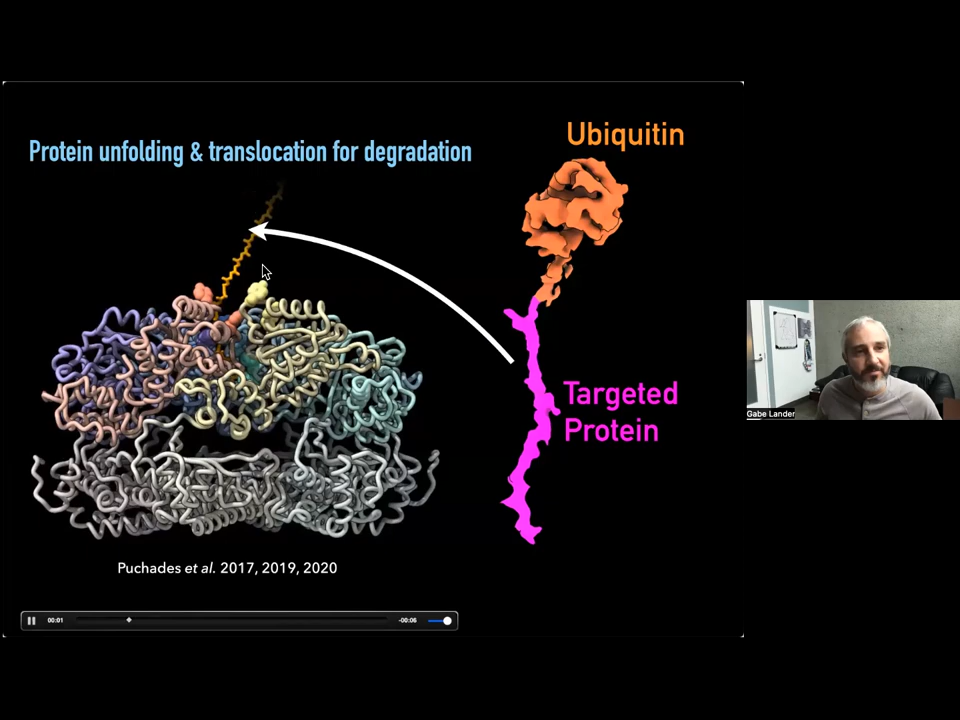 Protein unfolding & translocation for degradation
Ubiquitin
Targeted
Protein
Puchades et al. 2017, 2019, 2020
00:01
-00:06
Gabe Lander